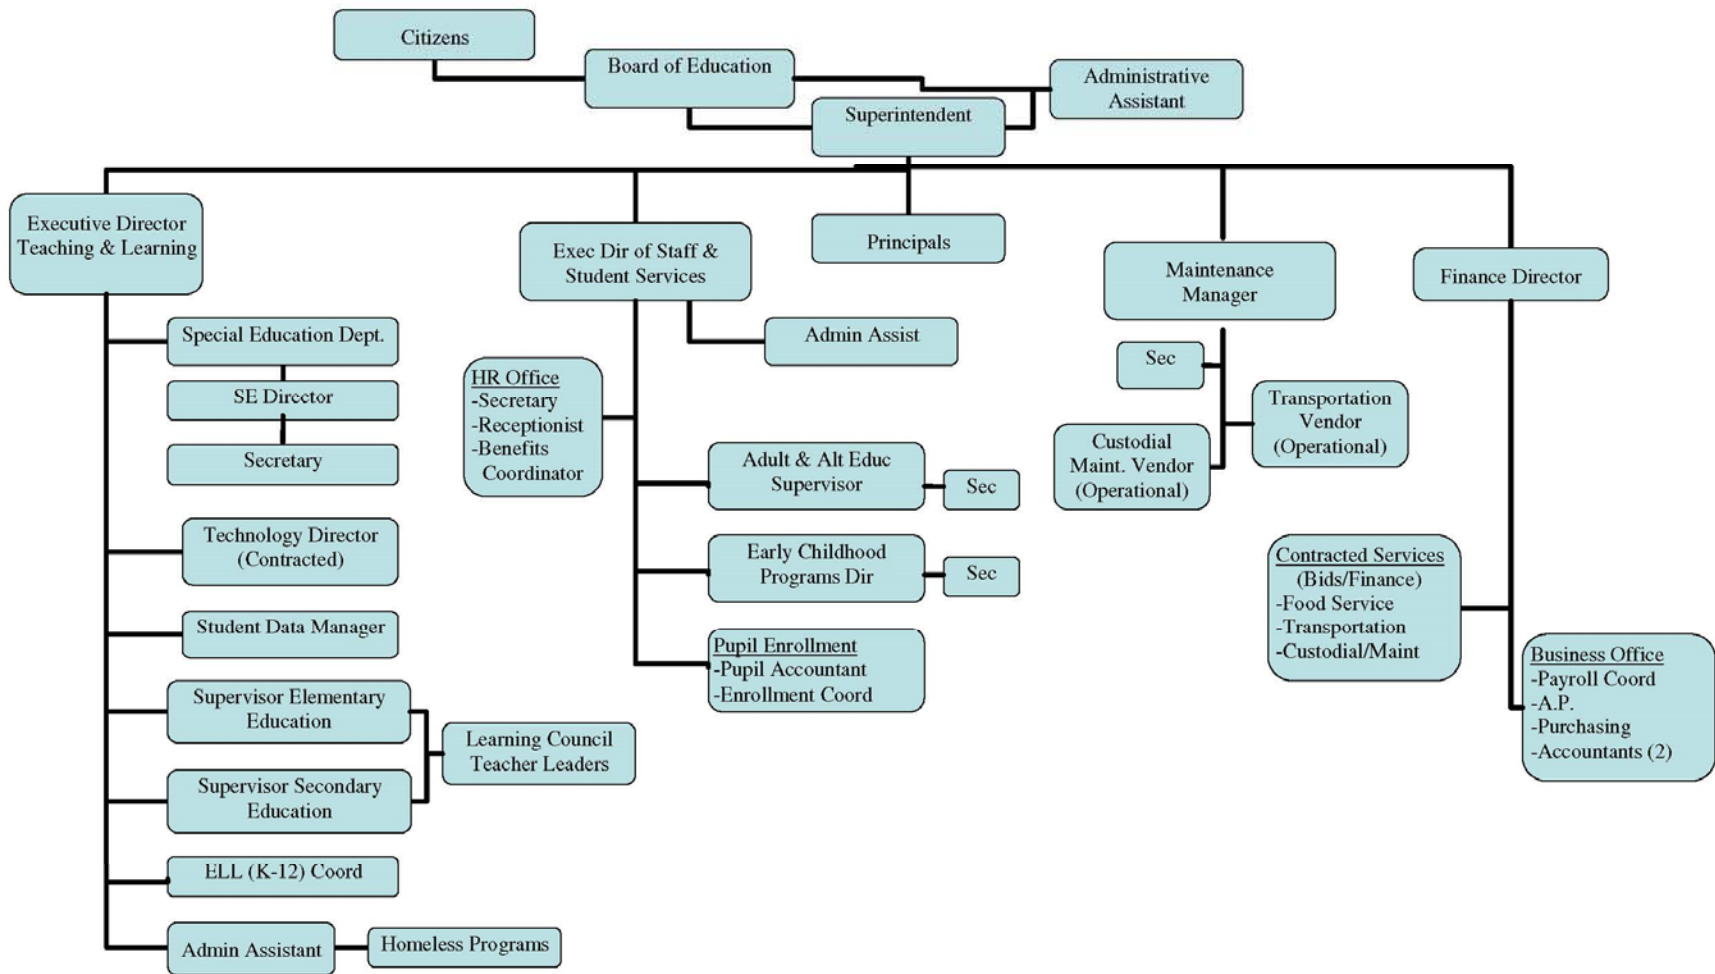 Citizens
Board of Education
Administrative
Assistant
Superintendent
Executive Director
Teaching & Learning
Exec Dir of Staff &
Student Services
Principals
Maintenance
Manager
Finance Director
Special Education Dept.
SE Director
Secretary
Technology Director
(Contracted)
Student Data Manager
Supervisor Elementary
Education
Supervisor Secondary
Education
Learning Council
Teacher Leaders
ELL (K-12) Coord
Admin Assistant
Homeless Programs
Admin Assist
HR Office
-Secretary
-Receptionist
-Benefits
Coordinator
Adult & Alt Educ
Supervisor
Sec
Early Childhood
Programs Dir
Sec
Pupil Enrollment
-Pupil Accountant
-Enrollment Coord
Sec
Transportation
Vendor
(Operational)
Custodial
Maint. Vendor
(Operational)
Contracted Services
(Bids/Finance)
-Food Service
-Transportation
-Custodial/Maint
Business Office
-Payroll Coord
-A.P.
-Purchasing
-Accountants (2)